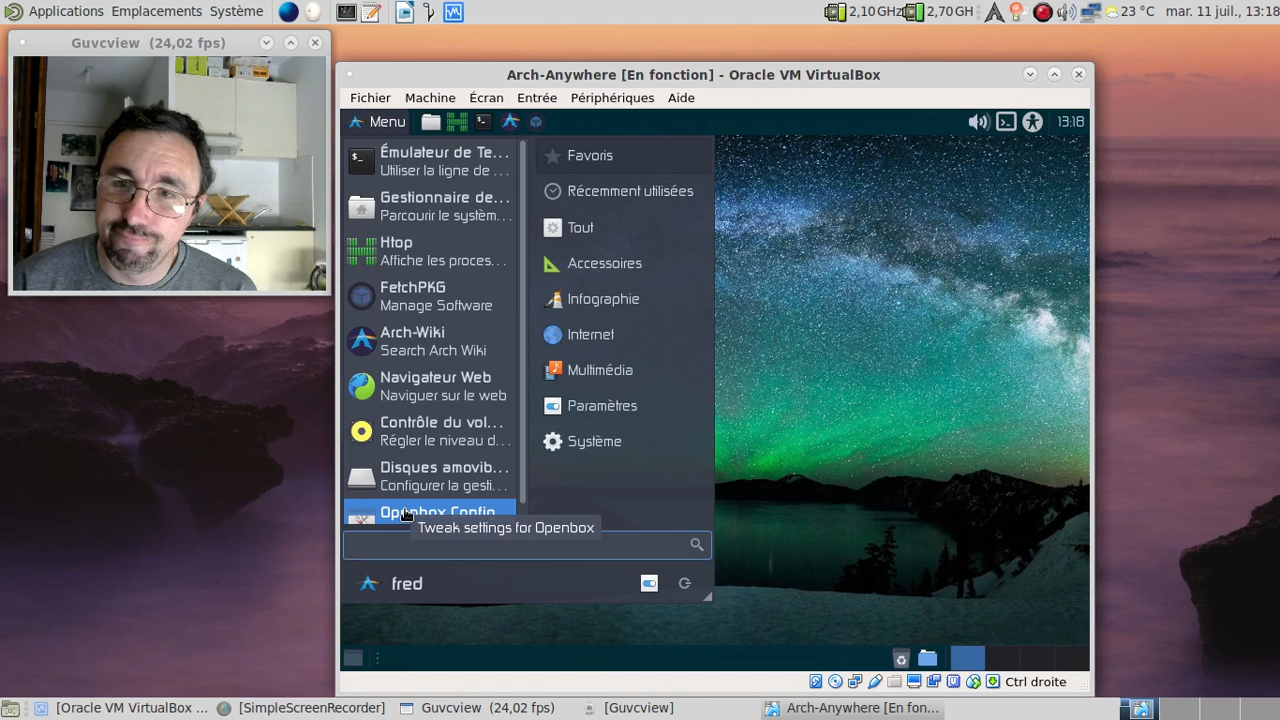 Applications Emplacements Système
2,10 GHz 2,70 GH 23 °C mar. 11 juil., 13:18
Guvcview (24,02 fps)
Arch-Anywhere [En fonction] - Oracle VM VirtualBox
Fichier Machine Écran Entrée Périphériques Aide
Menu 13:18
Émulateur de Te...
Utiliser la ligne de ...
Gestionnaire de...
Parcourir le systèm...
Htop
Affiche les proces...
FetchPKG
Manage Software
Arch-Wiki
Search Arch Wiki
Navigateur Web
Naviguer sur le web
Contrôle du vol...
Régler le niveau d...
Disques amovib...
Configurer la gesti...
Openbox Config...
Tweak settings for Openbox
Favoris
Récemment utilisées
Tout
Accessoires
Infographie
Internet
Multimédia
Paramètres
Système
fred
Ctrl droite
[Oracle VM VirtualBox ... [SimpleScreenRecorder] Guvcview (24,02 fps) [Guvcview] Arch-Anywhere [En fon...